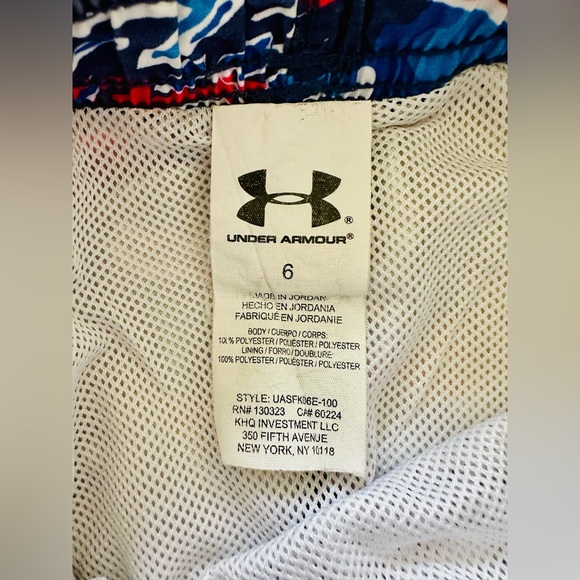 UNDER ARMOUR®
®
6
MADE IN JORDAN
HECHO EN JORDANIA
FABRIQUÉ EN JORDANIE
BODY / CUERPO / CORPS:
100% POLYESTER / POLIÉSTER / POLYESTER
LINING / FORRO / DOUBLURE:
100% POLYESTER / POLIÉSTER / POLYESTER
STYLE: UASFK06E-100
RN# 130323 CA# 60224
KHQ INVESTMENT LLC
350 FIFTH AVENUE
NEW YORK, NY 10118